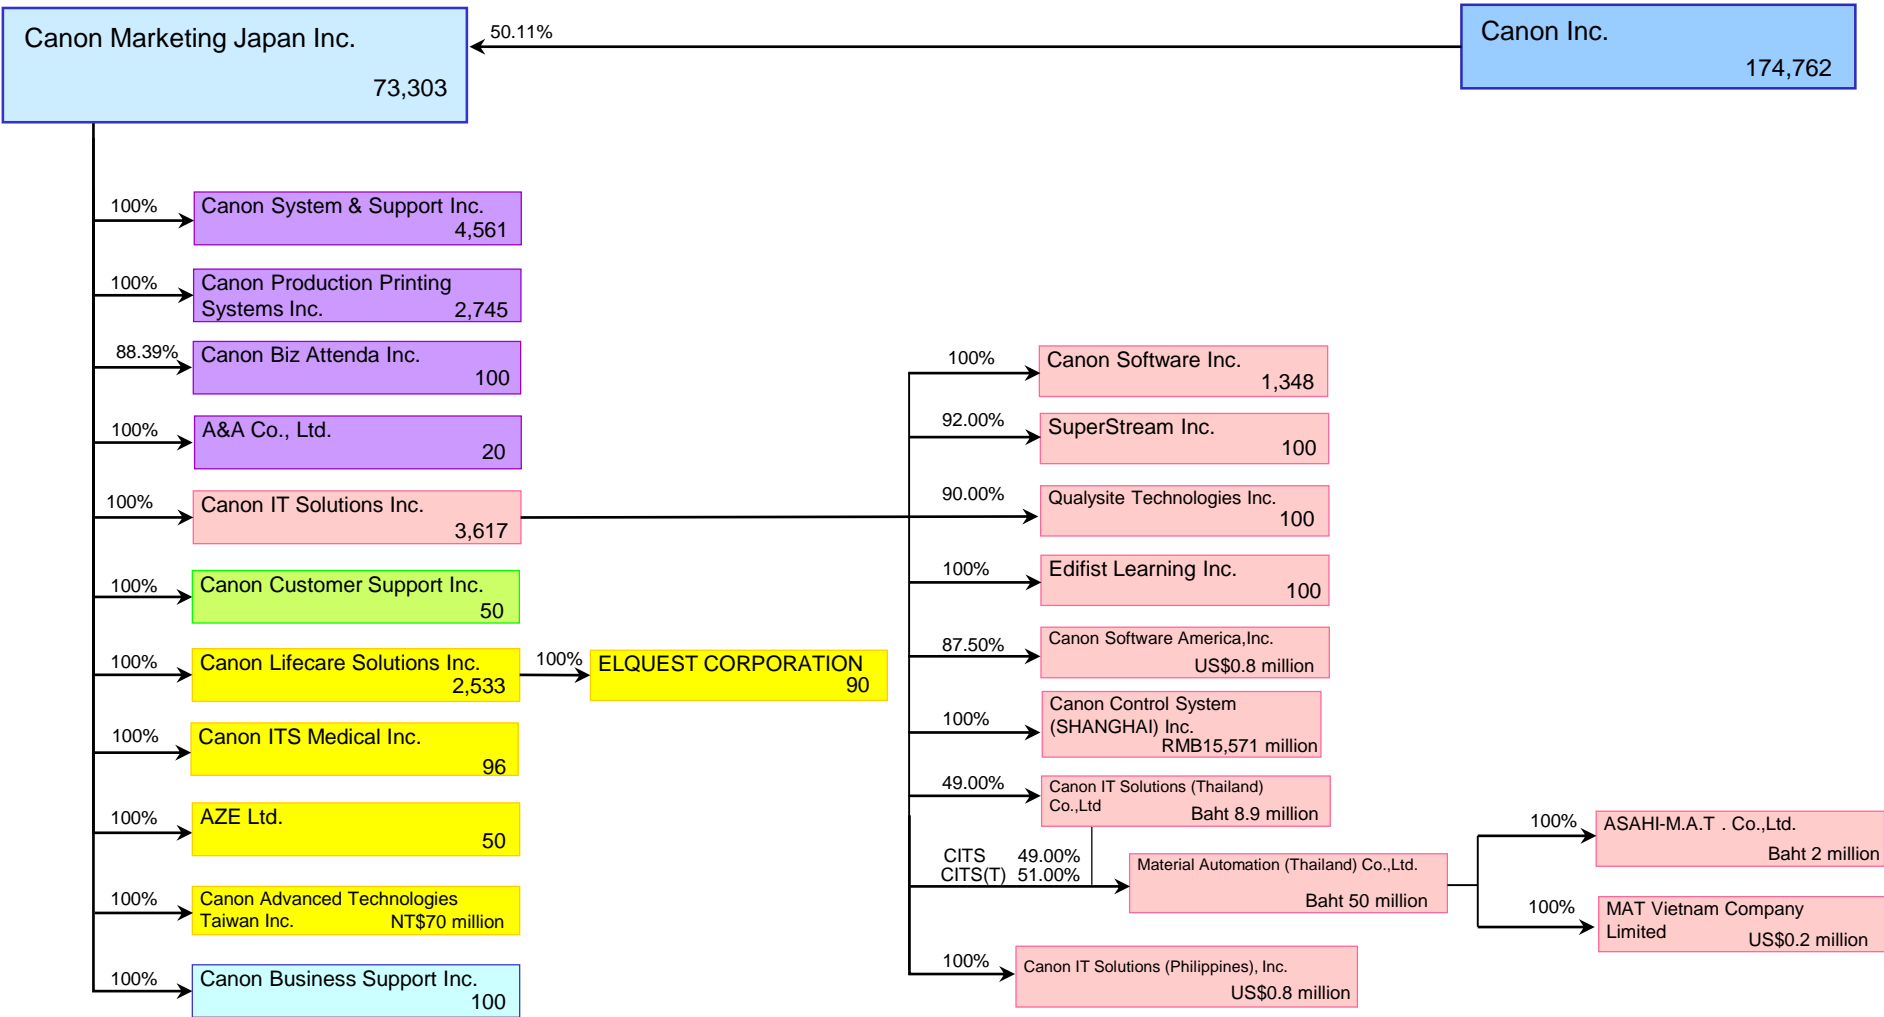 Canon Marketing Japan Inc.
73,303
50.11%
Canon Inc.
174,762
100%
Canon System & Support Inc.
4,561
100%
Canon Production Printing
Systems Inc. 2,745
88.39%
Canon Biz Attenda Inc.
100
100%
A&A Co., Ltd.
20
100%
Canon IT Solutions Inc.
3,617
100%
Canon Customer Support Inc.
50
100%
Canon Lifecare Solutions Inc.
2,533
100%
ELQUEST CORPORATION
90
100%
Canon ITS Medical Inc.
96
100%
AZE Ltd.
50
100%
Canon Advanced Technologies
Taiwan Inc. NT$70 million
100%
Canon Business Support Inc.
100
100%
Canon Software Inc.
1,348
92.00%
SuperStream Inc.
100
90.00%
Qualysite Technologies Inc.
100
100%
Edifist Learning Inc.
100
87.50%
Canon Software America,Inc.
US$0.8 million
100%
Canon Control System
(SHANGHAI) Inc.
RMB15,571 million
49.00%
Canon IT Solutions (Thailand)
Co.,Ltd Baht 8.9 million
CITS 49.00%
CITS(T) 51.00%
Material Automation (Thailand) Co.,Ltd.
Baht 50 million
100%
ASAHI-M.A.T . Co.,Ltd.
Baht 2 million
100%
MAT Vietnam Company
Limited US$0.2 million
100%
Canon IT Solutions (Philippines), Inc.
US$0.8 million